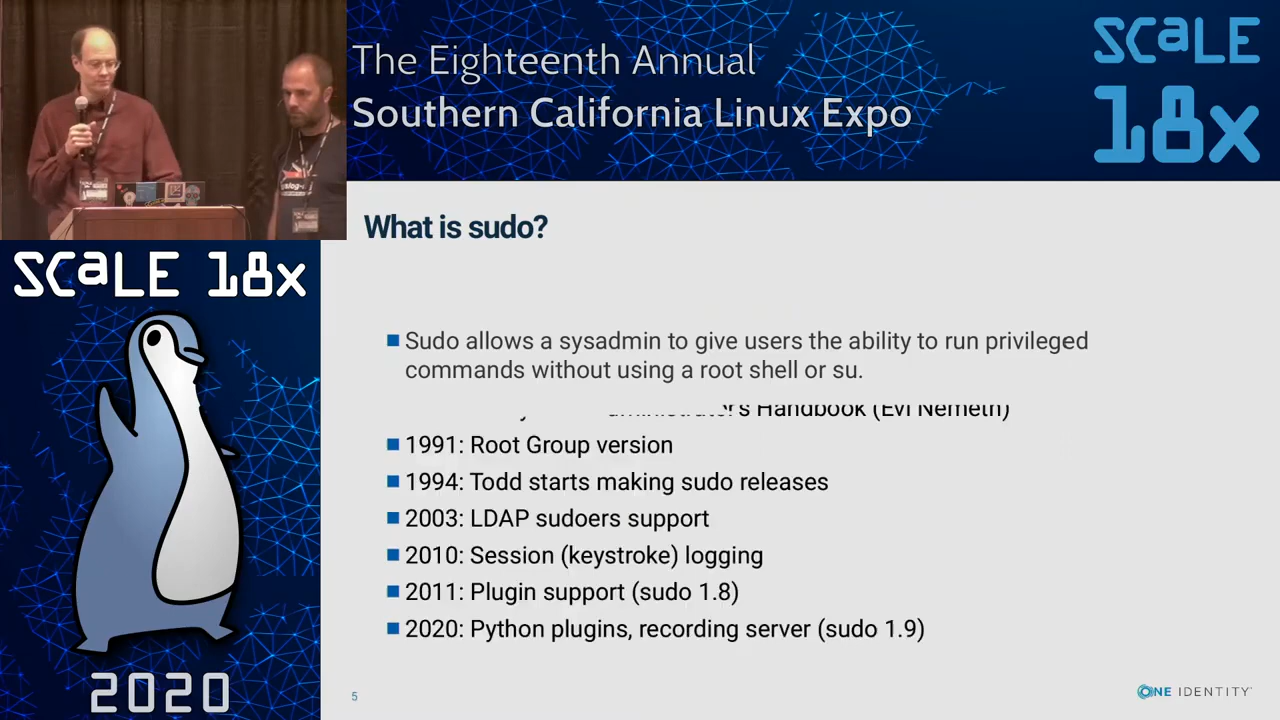 The Eighteenth Annual
Southern California Linux Expo
SCaLE
18x
What is sudo?
Sudo allows a sysadmin to give users the ability to run privileged
commands without using a root shell or su.
Handbook (Evi Nemeth)
1991: Root Group version
1994: Todd starts making sudo releases
2003: LDAP sudoers support
2010: Session (keystroke) logging
2011: Plugin support (sudo 1.8)
2020: Python plugins, recording server (sudo 1.9)
SCaLE 18x
2020
5
ONE IDENTITY